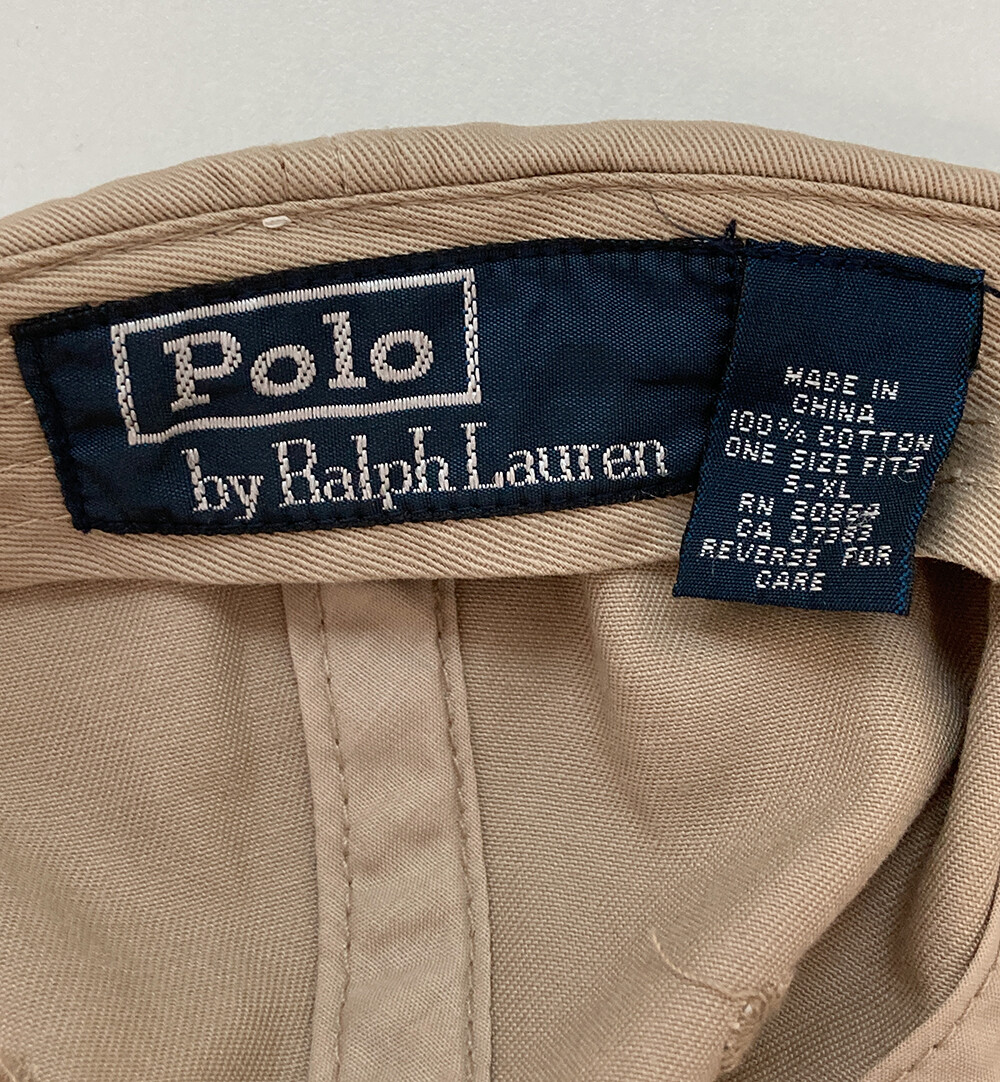 Polo
by Ralph Lauren
MADE IN
CHINA
100% COTTON
ONE SIZE FITS
S-XL
RN
CA
REVERSE FOR
CARE